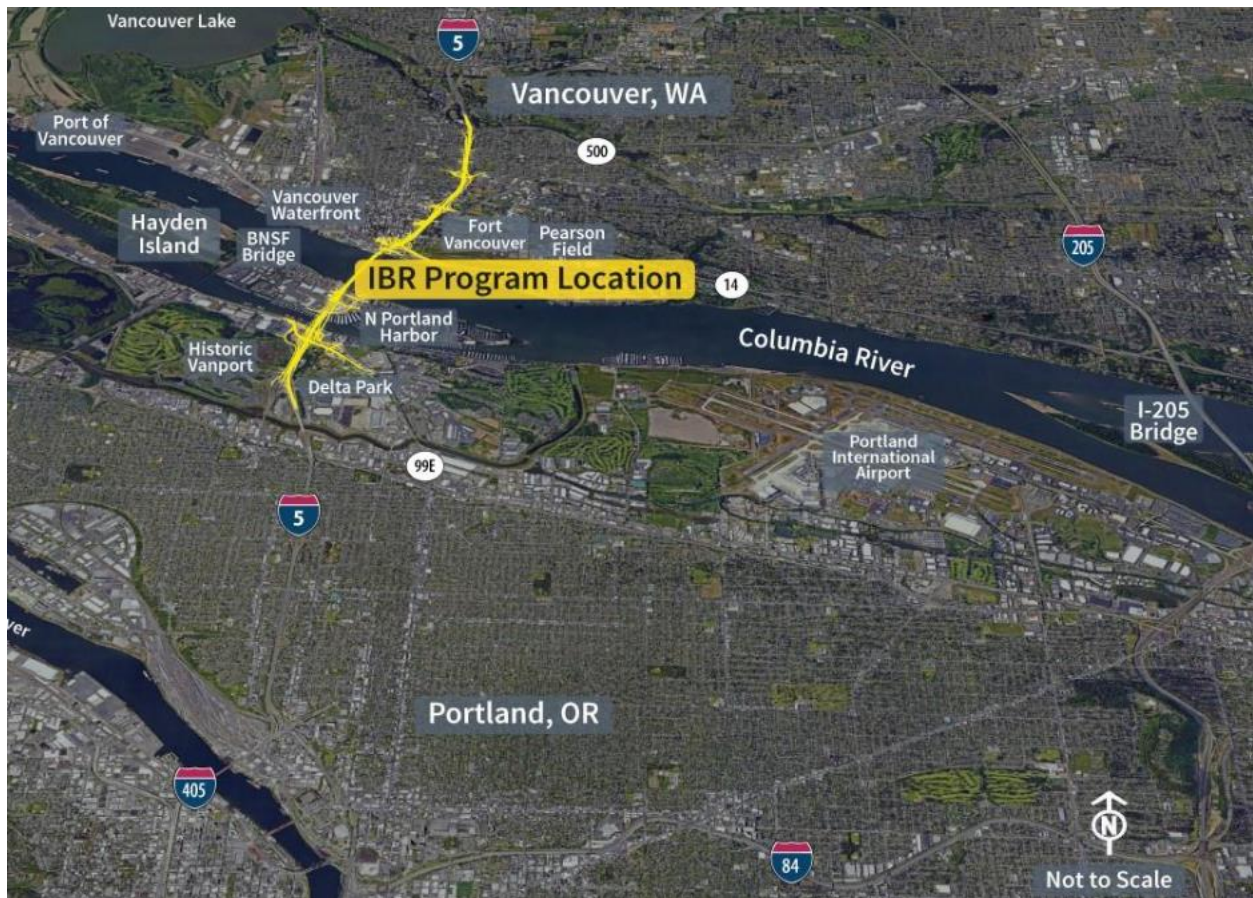 Vancouver Lake
5
Vancouver, WA
Port of
Vancouver
500
Vancouver
Waterfront
Hayden
Island
BNSF
Bridge
Fort
Vancouver
Pearson
Field
205
IBR Program Location
14
N Portland
Harbor
Columbia River
Historic
Vanport
Delta Park
I-205
Bridge
99E
Portland
International
Airport
5
ver
Portland, OR
405
84
N
Not to Scale